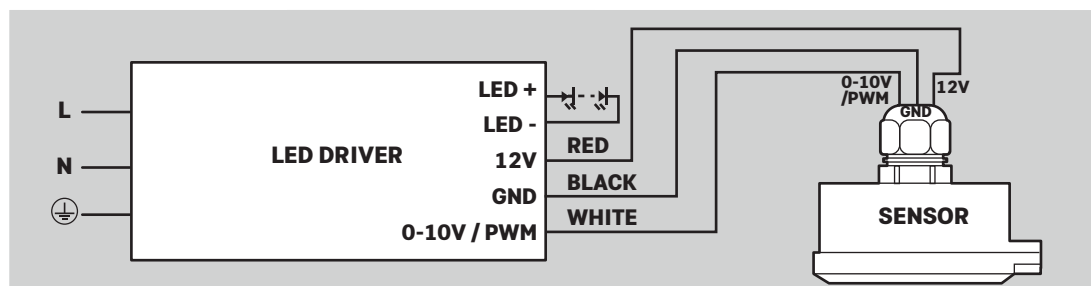 L
N
LED DRIVER
LED +
LED -
12V
GND
0-10V / PWM
RED
BLACK
WHITE
0-10V
/PWM
GND
12V
SENSOR